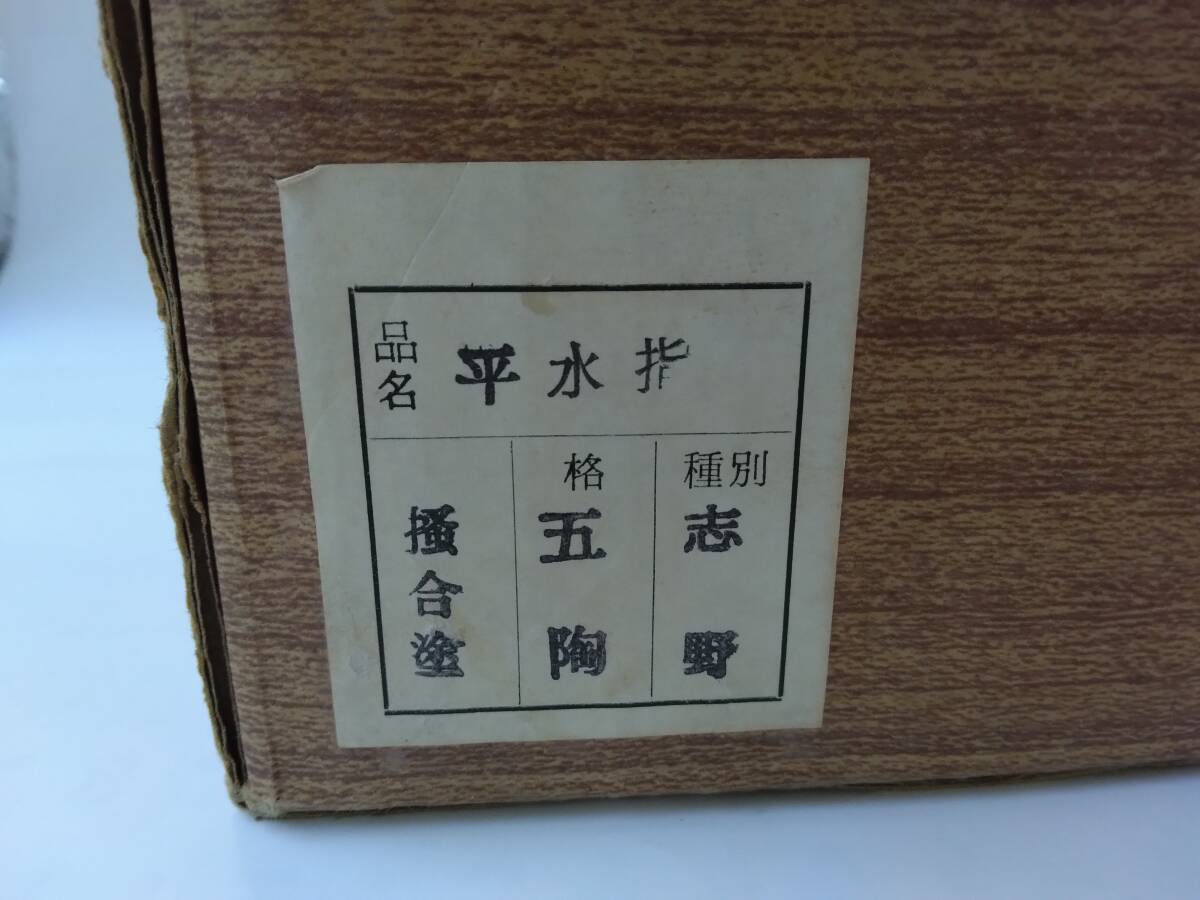 品名 平水指
種別 志野
格 五陶
掻合塗